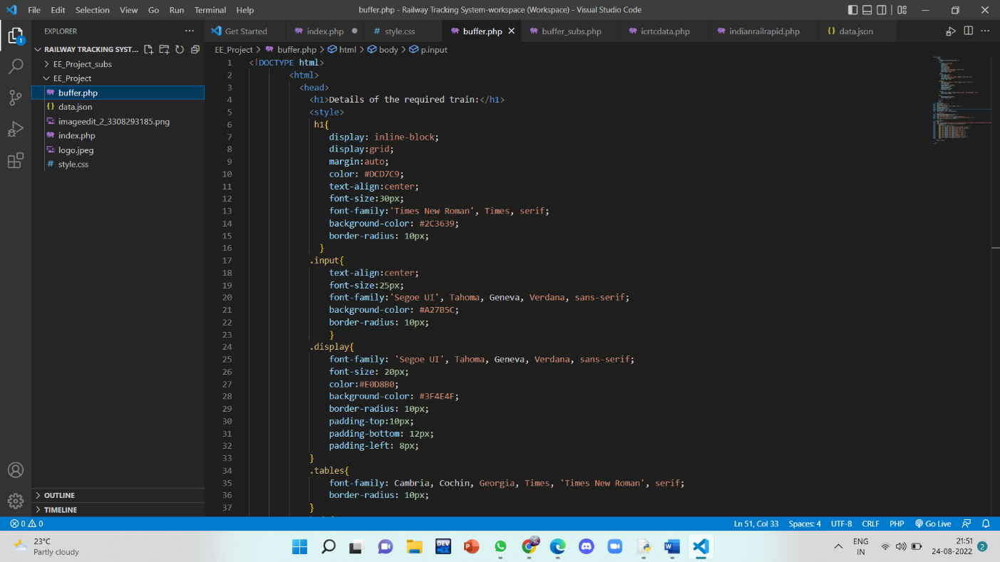 File Edit Selection View Go Run Terminal Help
buffer.php - Railway Tracking System-workspace (Workspace) - Visual Studio Code
EXPLORER
RAILWAY TRACKING SYST...
EE_Project_subs
EE_Project
buffer.php
data.json
imageedit_2_3308293185.png
index.php
logo.jpeg
style.css
OUTLINE
TIMELINE
1
Get Started index.php style.css buffer.php buffer_subs.php icrtcdata.php indianrailrapid.php data.json
EE_Project > buffer.php > html > body > p.input
1 <!DOCTYPE html>
2 <html>
3 <head>
4 <h1>Details of the required train:</h1>
5 <style>
6 h1{
7 display: inline-block;
8 display:grid;
9 margin:auto;
10 color: #DCD7C9;
11 text-align:center;
12 font-size:30px;
13 font-family:'Times New Roman', Times, serif;
14 background-color: #2C3639;
15 border-radius: 10px;
16 }
17 .input{
18 text-align:center;
19 font-size:25px;
20 font-family:'Segoe UI', Tahoma, Geneva, Verdana, sans-serif;
21 background-color: #A27B5C;
22 border-radius: 10px;
23 }
24 .display{
25 font-family: 'Segoe UI', Tahoma, Geneva, Verdana, sans-serif;
26 font-size: 20px;
27 color:#E0D8B0;
28 background-color: #3F4E4F;
29 border-radius: 10px;
30 padding-top:10px;
31 padding-bottom: 12px;
32 padding-left: 8px;
33 }
34 .tables{
35 font-family: Cambria, Cochin, Georgia, Times, 'Times New Roman', serif;
36 border-radius: 10px;
37 }
0 0 Ln 51, Col 33 Spaces: 4 UTF-8 CRLF PHP Go Live
23°C
Partly cloudy
DEV
ENG
IN
21:51
24-08-2022
2